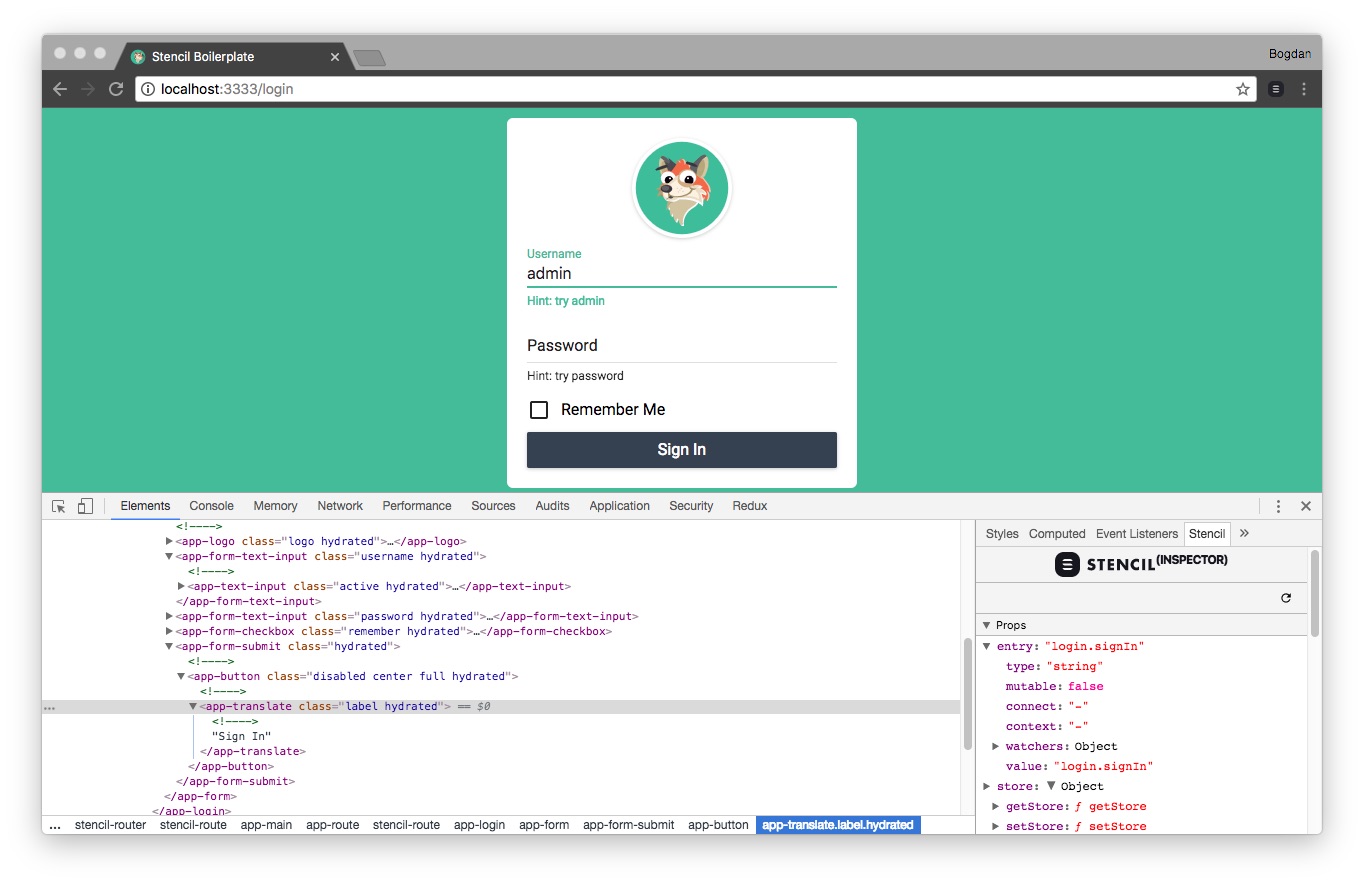 Stencil Boilerplate
Bogdan
localhost:3333/login
Username
admin
Hint: try admin
Password
Hint: try password
Remember Me
Sign In
Elements Console Memory Network Performance Sources Audits Application Security Redux
<!---->
<app-logo class="logo hydrated">…</app-logo>
<app-form-text-input class="username hydrated">
<!---->
<app-text-input class="active hydrated">…</app-text-input>
</app-form-text-input>
<app-form-text-input class="password hydrated">…</app-form-text-input>
<app-form-checkbox class="remember hydrated">…</app-form-checkbox>
<app-form-submit class="hydrated">
<!---->
<app-button class="disabled center full hydrated">
<!---->
... <app-translate class="label hydrated"> == $0
<!---->
"Sign In"
</app-translate>
</app-button>
</app-form-submit>
</app-form>
</app-login>
... stencil-router stencil-route app-main app-route stencil-route app-login app-form app-form-submit app-button app-translate.label.hydrated
Styles Computed Event Listeners Stencil »
STENCIL (INSPECTOR)
Props
entry: "login.signIn"
type: "string"
mutable: false
connect: "-"
context: "-"
watchers: Object
value: "login.signIn"
store: Object
getStore: ƒ getStore
setStore: ƒ setStore